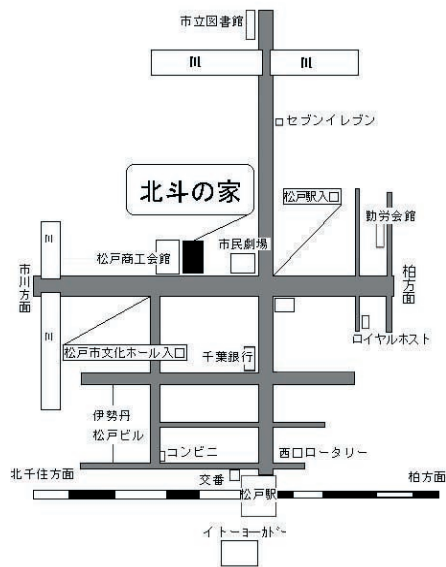 市立図書館
川
川
セブンイレブン
北斗の家
松戸駅入口
勤労会館
川
松戸商工会館
市民劇場
市川方面
柏方面
川
松戸市文化ホール入口
千葉銀行
ロイヤルホスト
伊勢丹
松戸ビル
コンビニ
西口ロータリー
北千住方面
交番
松戸駅
柏方面
イトーヨーカドー